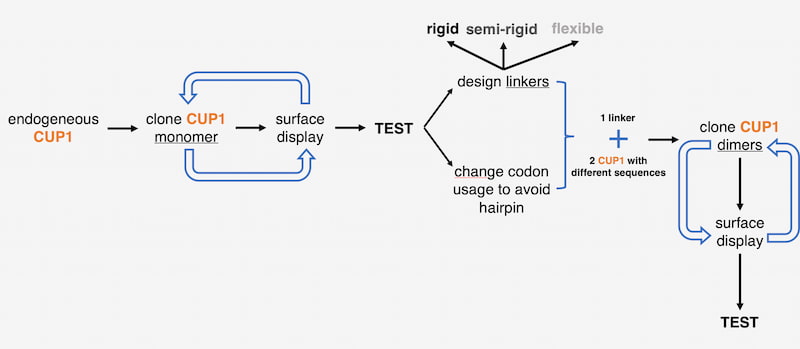 endogeneous
CUP1
clone CUP1
monomer
surface
display
TEST
rigid semi-rigid flexible
design linkers
change codon
usage to avoid
hairpin
1 linker
+
2 CUP1 with
different sequences
clone CUP1
dimers
surface
display
TEST